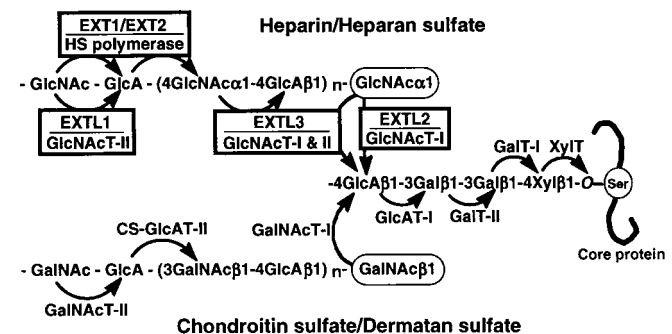 Heparin/Heparan sulfate
EXT1/EXT2
HS polymerase
- GlcNAc - GlcA - (4GlcNAcα1-4GlcAβ1) n- GlcNAcα1
EXTL1
GlcNAcT-II
EXTL3
GlcNAcT-I & II
EXTL2
GlcNAcT-I
GalT-I XylT
-4GlcAβ1-3Galβ1-3Galβ1-4Xylβ1-O Ser
GlcAT-I GalT-II
Core protein
CS-GlcAT-II
GalNAcT-I
- GalNAc - GlcA - (3GalNAcβ1-4GlcAβ1) n- GalNAcβ1
GalNAcT-II
Chondroitin sulfate/Dermatan sulfate